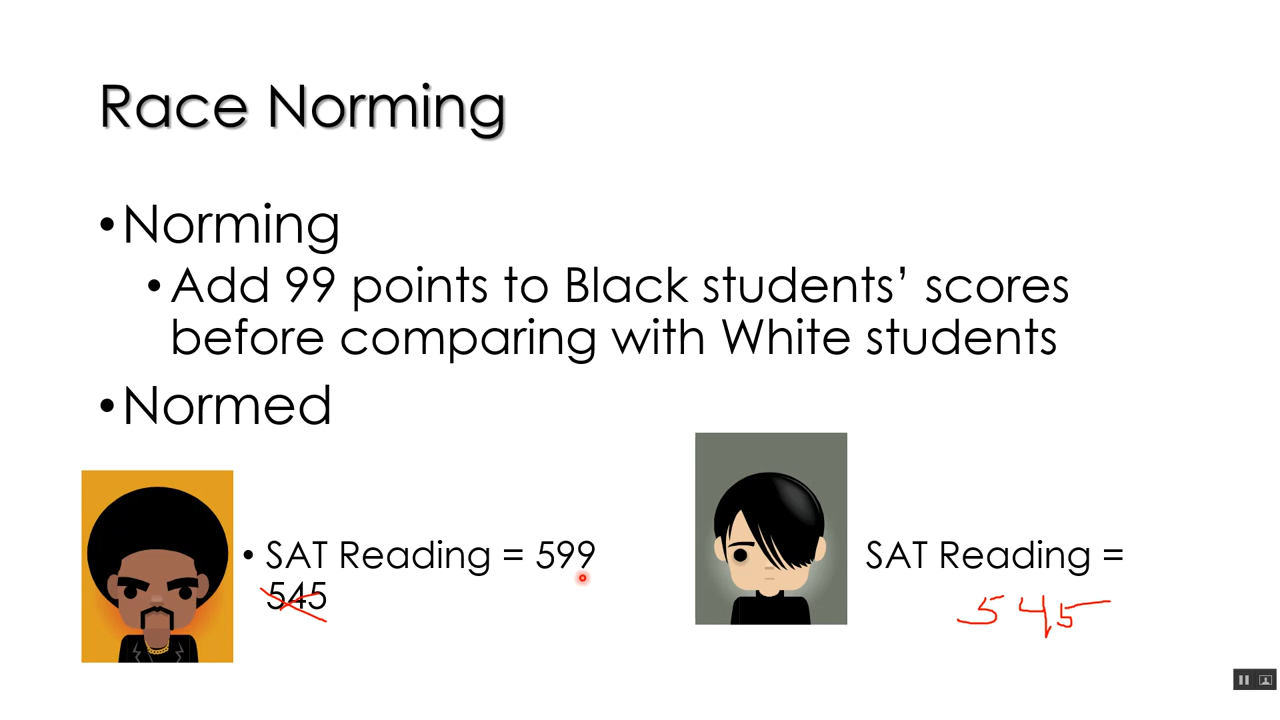 Race Norming
•Norming
•Add 99 points to Black students’ scores
before comparing with White students
•Normed
• SAT Reading = 599
545
SAT Reading =
545